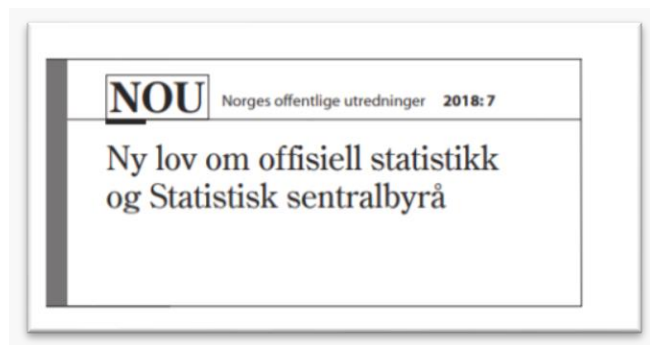 NOU Norges offentlige utredninger 2018: 7
Ny lov om offisiell statistikk
og Statistisk sentralbyrå